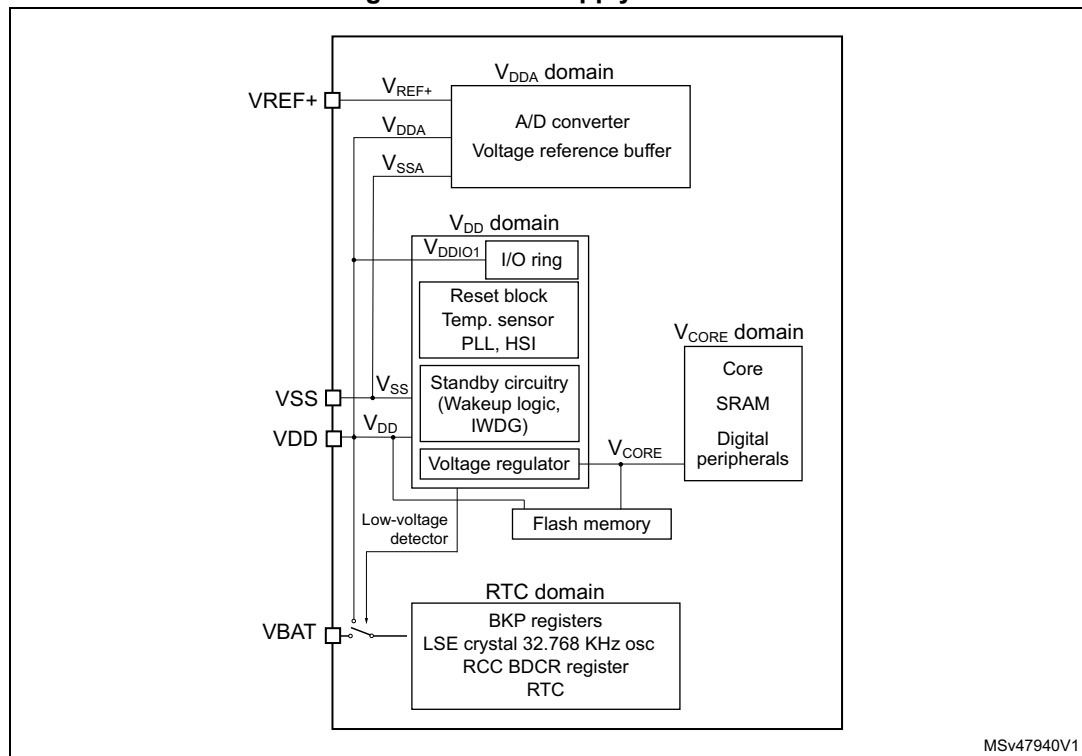 VDDA domain
VREF+
VREF+
VDDA
VSSA
A/D converter
Voltage reference buffer
VDD domain
VDDIO1
I/O ring
Reset block
Temp. sensor
PLL, HSI
VSS
VSS
VDD
VDD
Standby circuitry
(Wakeup logic,
IWDG)
Voltage regulator
VCORE
VCORE domain
Core
SRAM
Digital
peripherals
Low-voltage
detector
Flash memory
RTC domain
VBAT
BKP registers
LSE crystal 32.768 KHz osc
RCC BDCR register
RTC
MSv47940V1